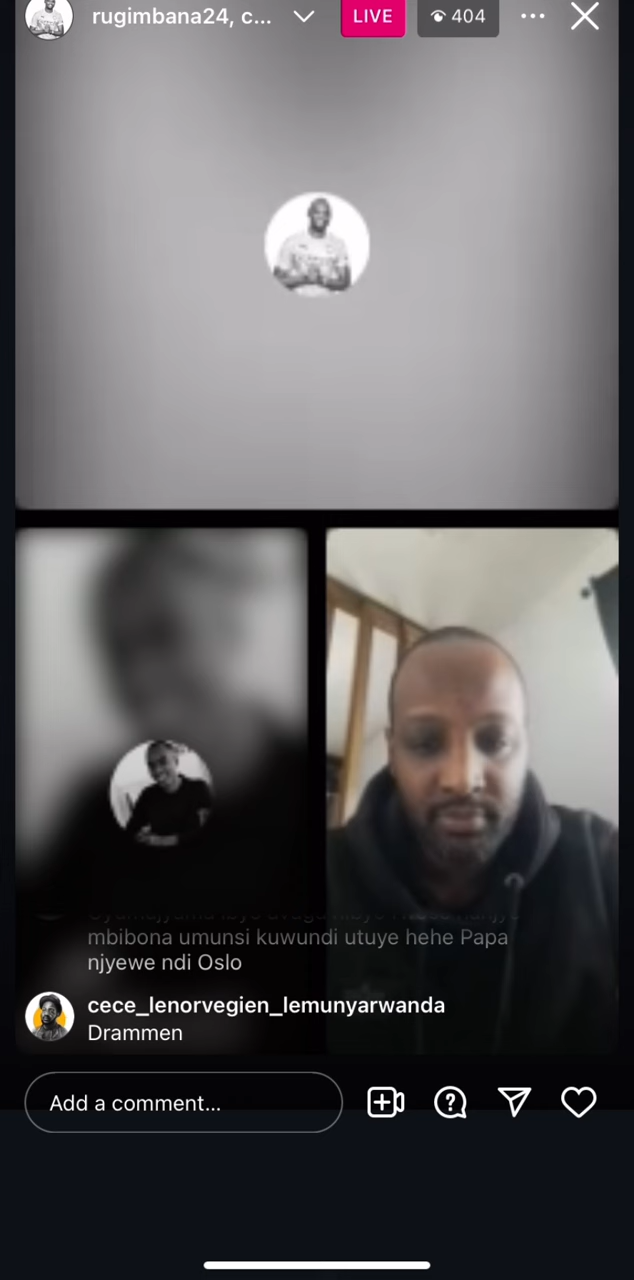 rugimbana24, c...
LIVE
404
mbibona umunsi kuwundi utuye hehe Papa
njyewe ndi Oslo
cece_lenorvegien_lemunyarwanda
Drammen
Add a comment...